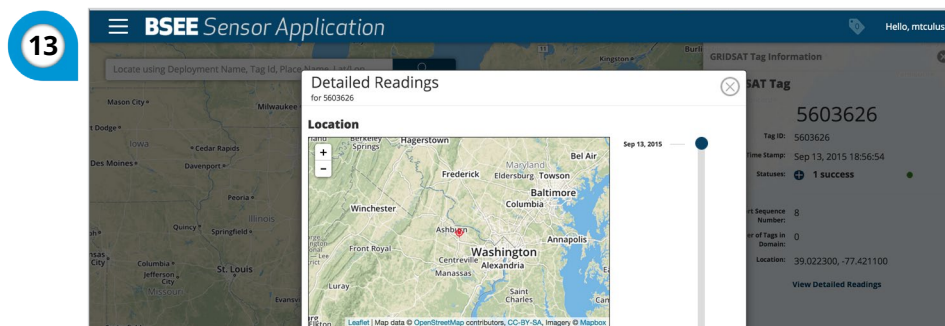 13
BSEE Sensor Application
Hello, mtculus
Locate using Deployment Name, Tag Id, Place Name, Lat/Lon
Kingston
GRIDSAT Tag Information
Detailed Readings
for 5603626
SAT Tag
5603626
Tag ID: 5603626
Time Stamp: Sep 13, 2015 18:56:54
Statuses: 1 success
rt Sequence Number: 8
er of Tags in Domain: 0
Location: 39.022300, -77.421100
View Detailed Readings
Location
Sep 13, 2015
+
−
Berkeley Springs
Hagerstown
Bel Air
Maryland
Frederick
Eldersburg
Towson
Baltimore
Columbia
Winchester
Ashburn
Annapolis
Front Royal
Washington
Centreville
Alexandria
Manassas
Luray
Saint Charles
Leaflet | Map data © OpenStreetMap contributors, CC-BY-SA, Imagery © Mapbox
Mason City
Milwaukee
t Dodge
Iowa
Cedar Rapids
Des Moines
Davenport
Peoria
Illinois
Quincy
Springfield
Columbia
Jefferson City
St. Louis
Missouri
Evansvi